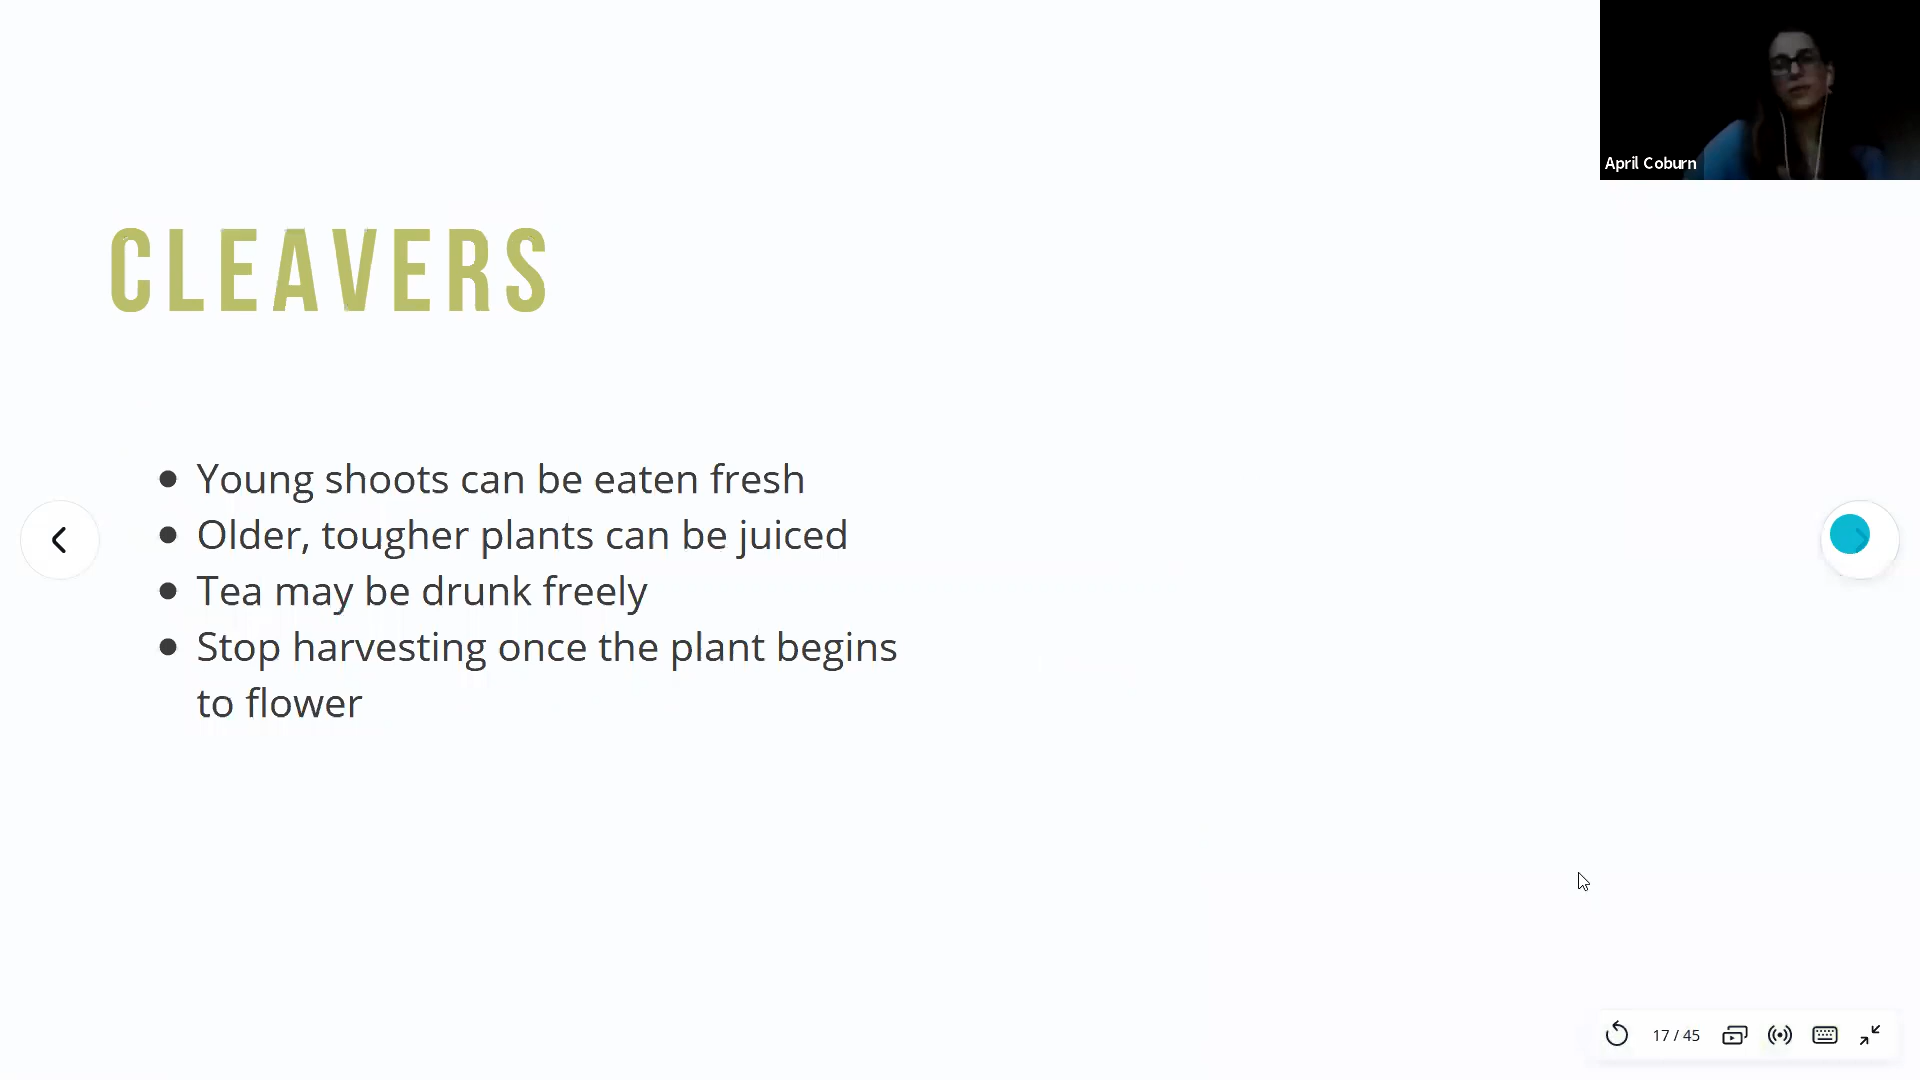 April Coburn
CLEAVERS
Young shoots can be eaten fresh
Older, tougher plants can be juiced
Tea may be drunk freely
Stop harvesting once the plant begins
to flower
17 / 45